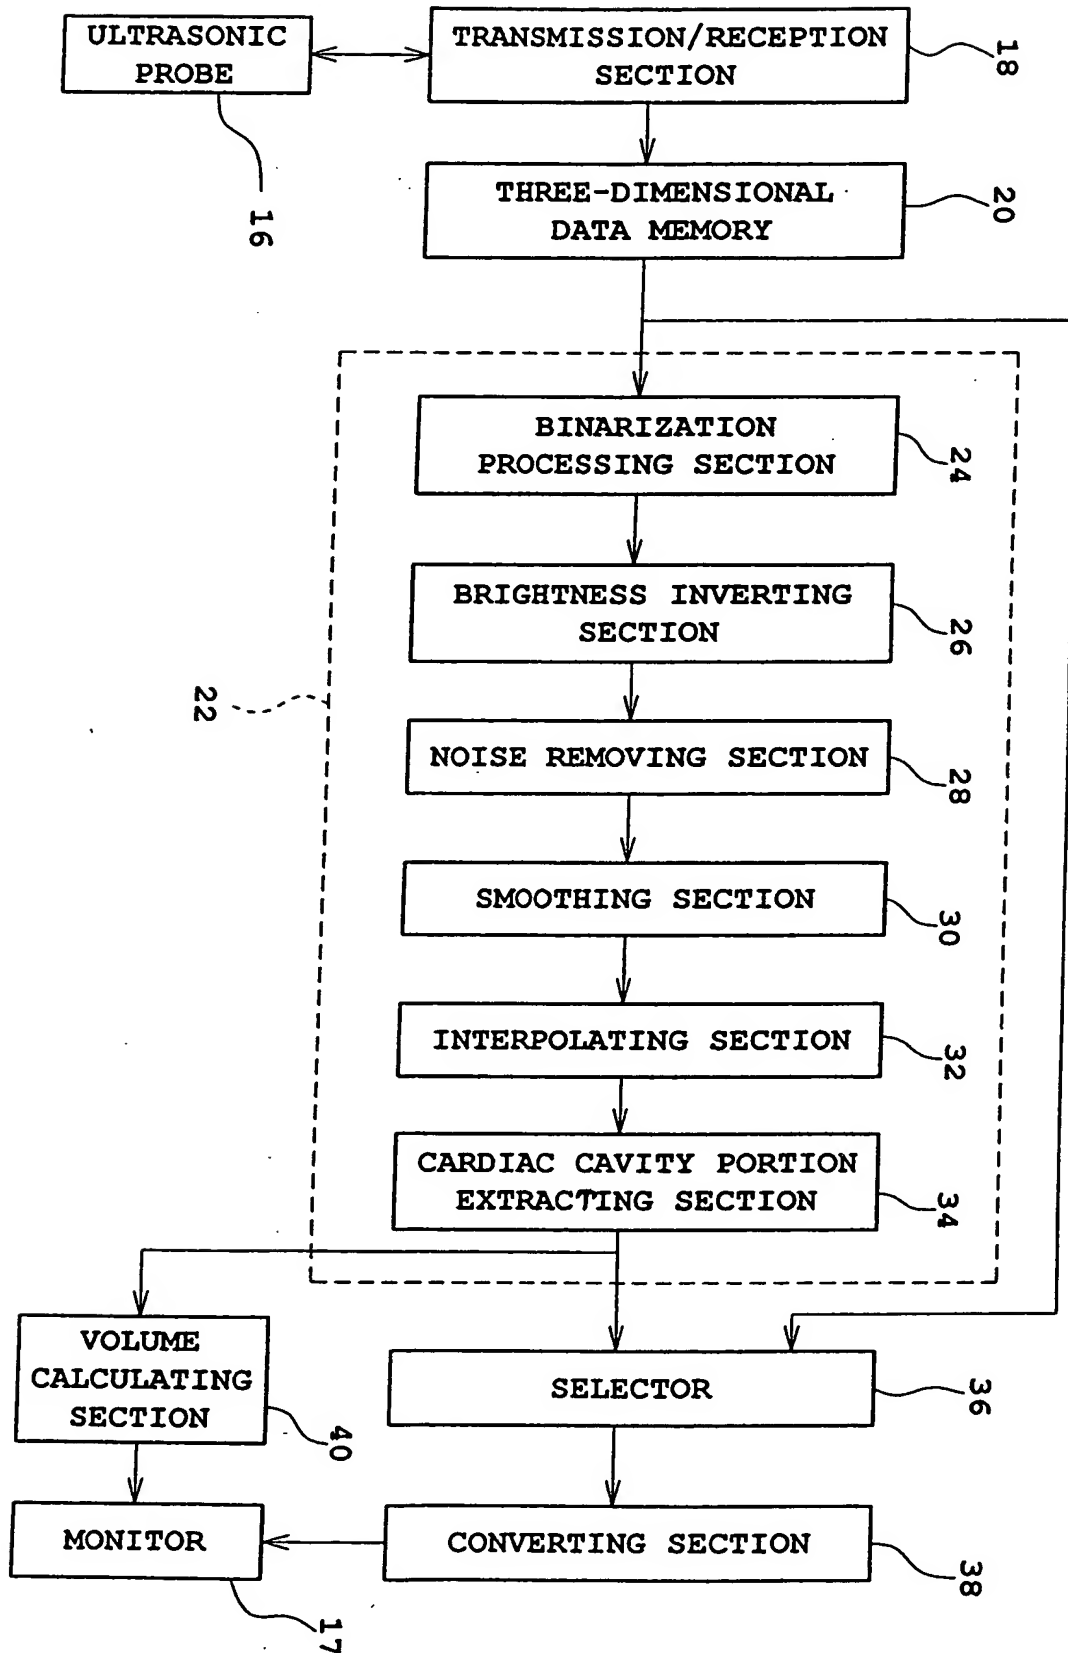 ULTRASONIC
PROBE
16
TRANSMISSION/RECEPTION
SECTION
18
THREE-DIMENSIONAL
DATA MEMORY
20
22
BINARIZATION
PROCESSING SECTION
24
BRIGHTNESS INVERTING
SECTION
26
NOISE REMOVING SECTION
28
SMOOTHING SECTION
30
INTERPOLATING SECTION
32
CARDIAC CAVITY PORTION
EXTRACTING SECTION
34
VOLUME
CALCULATING
SECTION
40
SELECTOR
36
MONITOR
17
CONVERTING SECTION
38